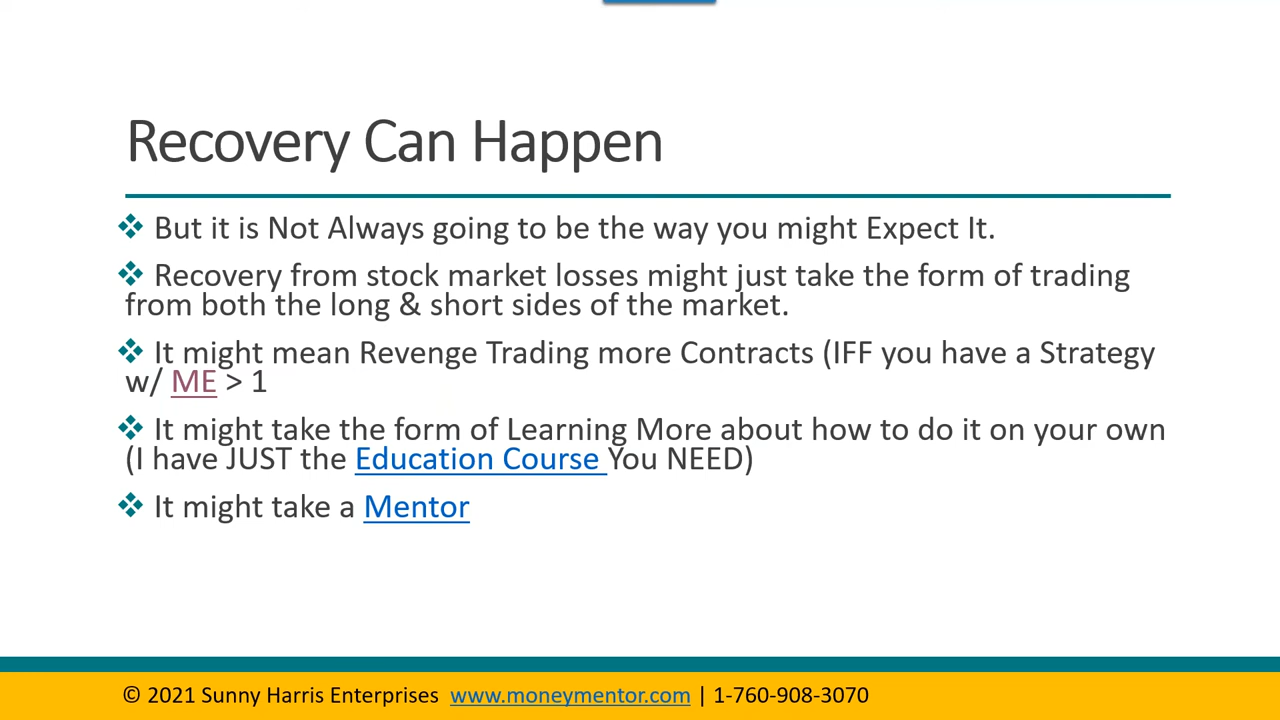 Recovery Can Happen
❖ But it is Not Always going to be the way you might Expect It.
❖ Recovery from stock market losses might just take the form of trading
from both the long & short sides of the market.
❖ It might mean Revenge Trading more Contracts (IFF you have a Strategy
w/ ME > 1
❖ It might take the form of Learning More about how to do it on your own
(I have JUST the Education Course You NEED)
❖ It might take a Mentor
© 2021 Sunny Harris Enterprises www.moneymentor.com | 1-760-908-3070